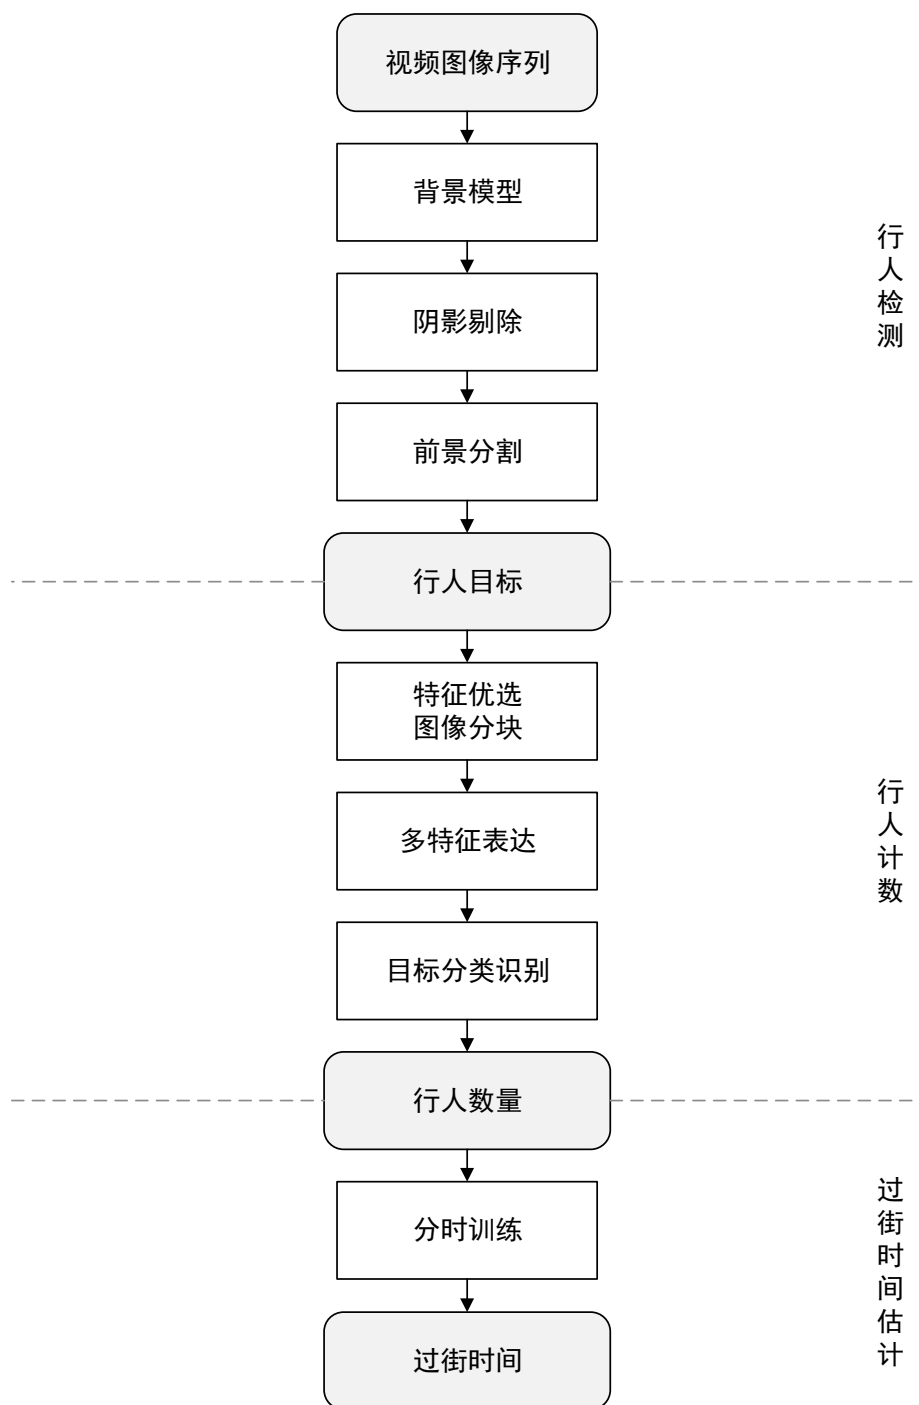 视频图像序列
背景模型
阴影剔除
前景分割
行人检测
行人目标
特征优选
图像分块
多特征表达
目标分类识别
行人计数
行人数量
分时训练
过街时间
过街时间估计